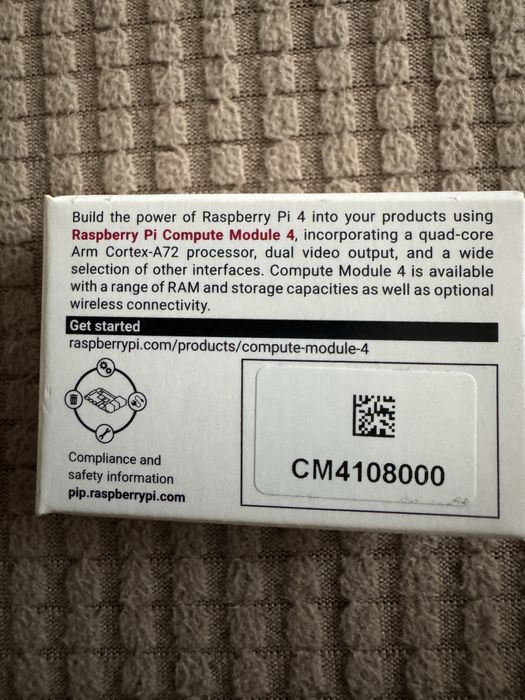 Build the power of Raspberry Pi 4 into your products using
Raspberry Pi Compute Module 4, incorporating a quad-core
Arm Cortex-A72 processor, dual video output, and a wide
selection of other interfaces. Compute Module 4 is available
with a range of RAM and storage capacities as well as optional
wireless connectivity.
Get started
raspberrypi.com/products/compute-module-4
Compliance and
safety information
pip.raspberrypi.com
CM4108000